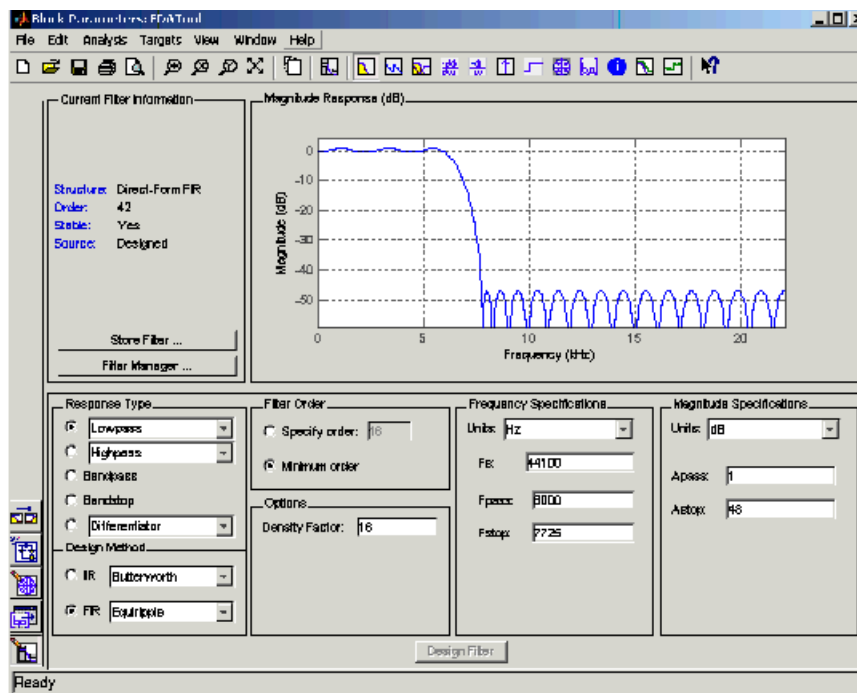 Block Parameters: FDATool
File Edit Analysis Targets View Window Help
Current Filter Information
Structure: Direct-Form FIR
Order: 42
Stable: Yes
Source: Designed
Store Filter ...
Filter Manager ...
Magnitude Response (dB)
0
-10
-20
-30
-40
-50
Magnitude (dB)
0 5 10 15 20
Frequency (kHz)
Response Type
Lowpass
Highpass
Bandpass
Bandstop
Differentiator
Design Method
IIR Butterworth
FIR Equiripple
Filter Order
Specify order: 16
Minimum order
Options
Density Factor: 16
Frequency Specifications
Units: Hz
Fs: 44100
Fpass:
Fstop: 7725
Magnitude Specifications
Units: dB
Apass: 1
Astop:
Design Filter
Ready